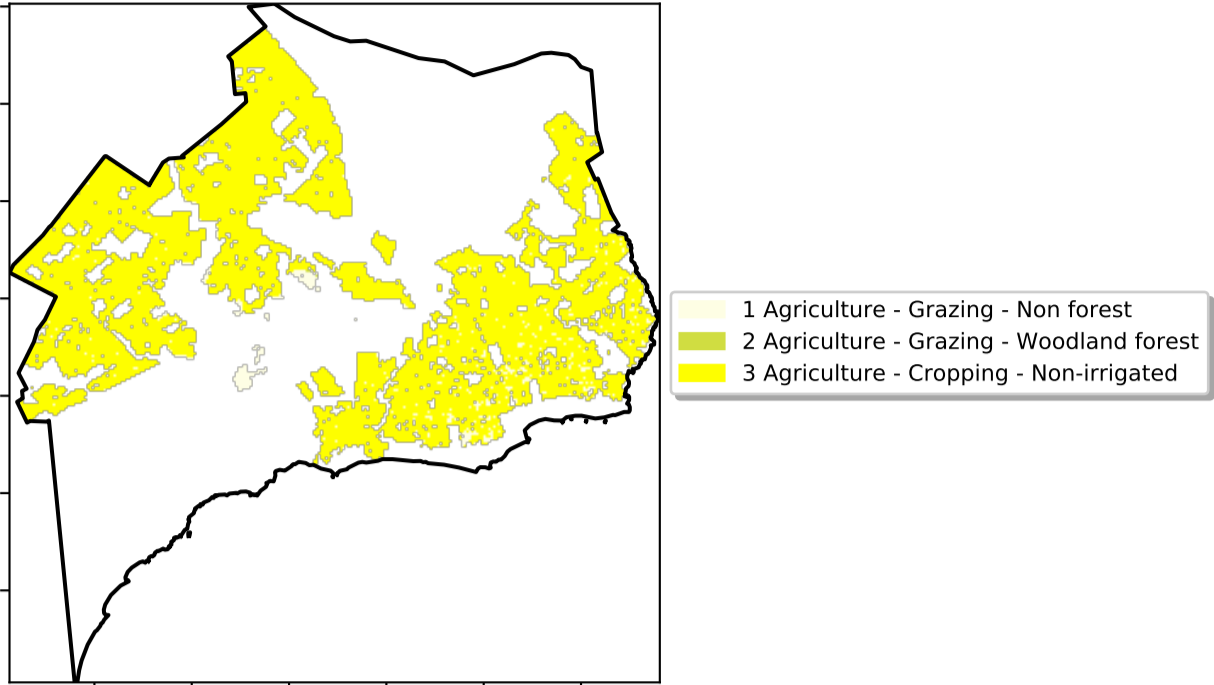 1 Agriculture - Grazing - Non forest
2 Agriculture - Grazing - Woodland forest
3 Agriculture - Cropping - Non-irrigated